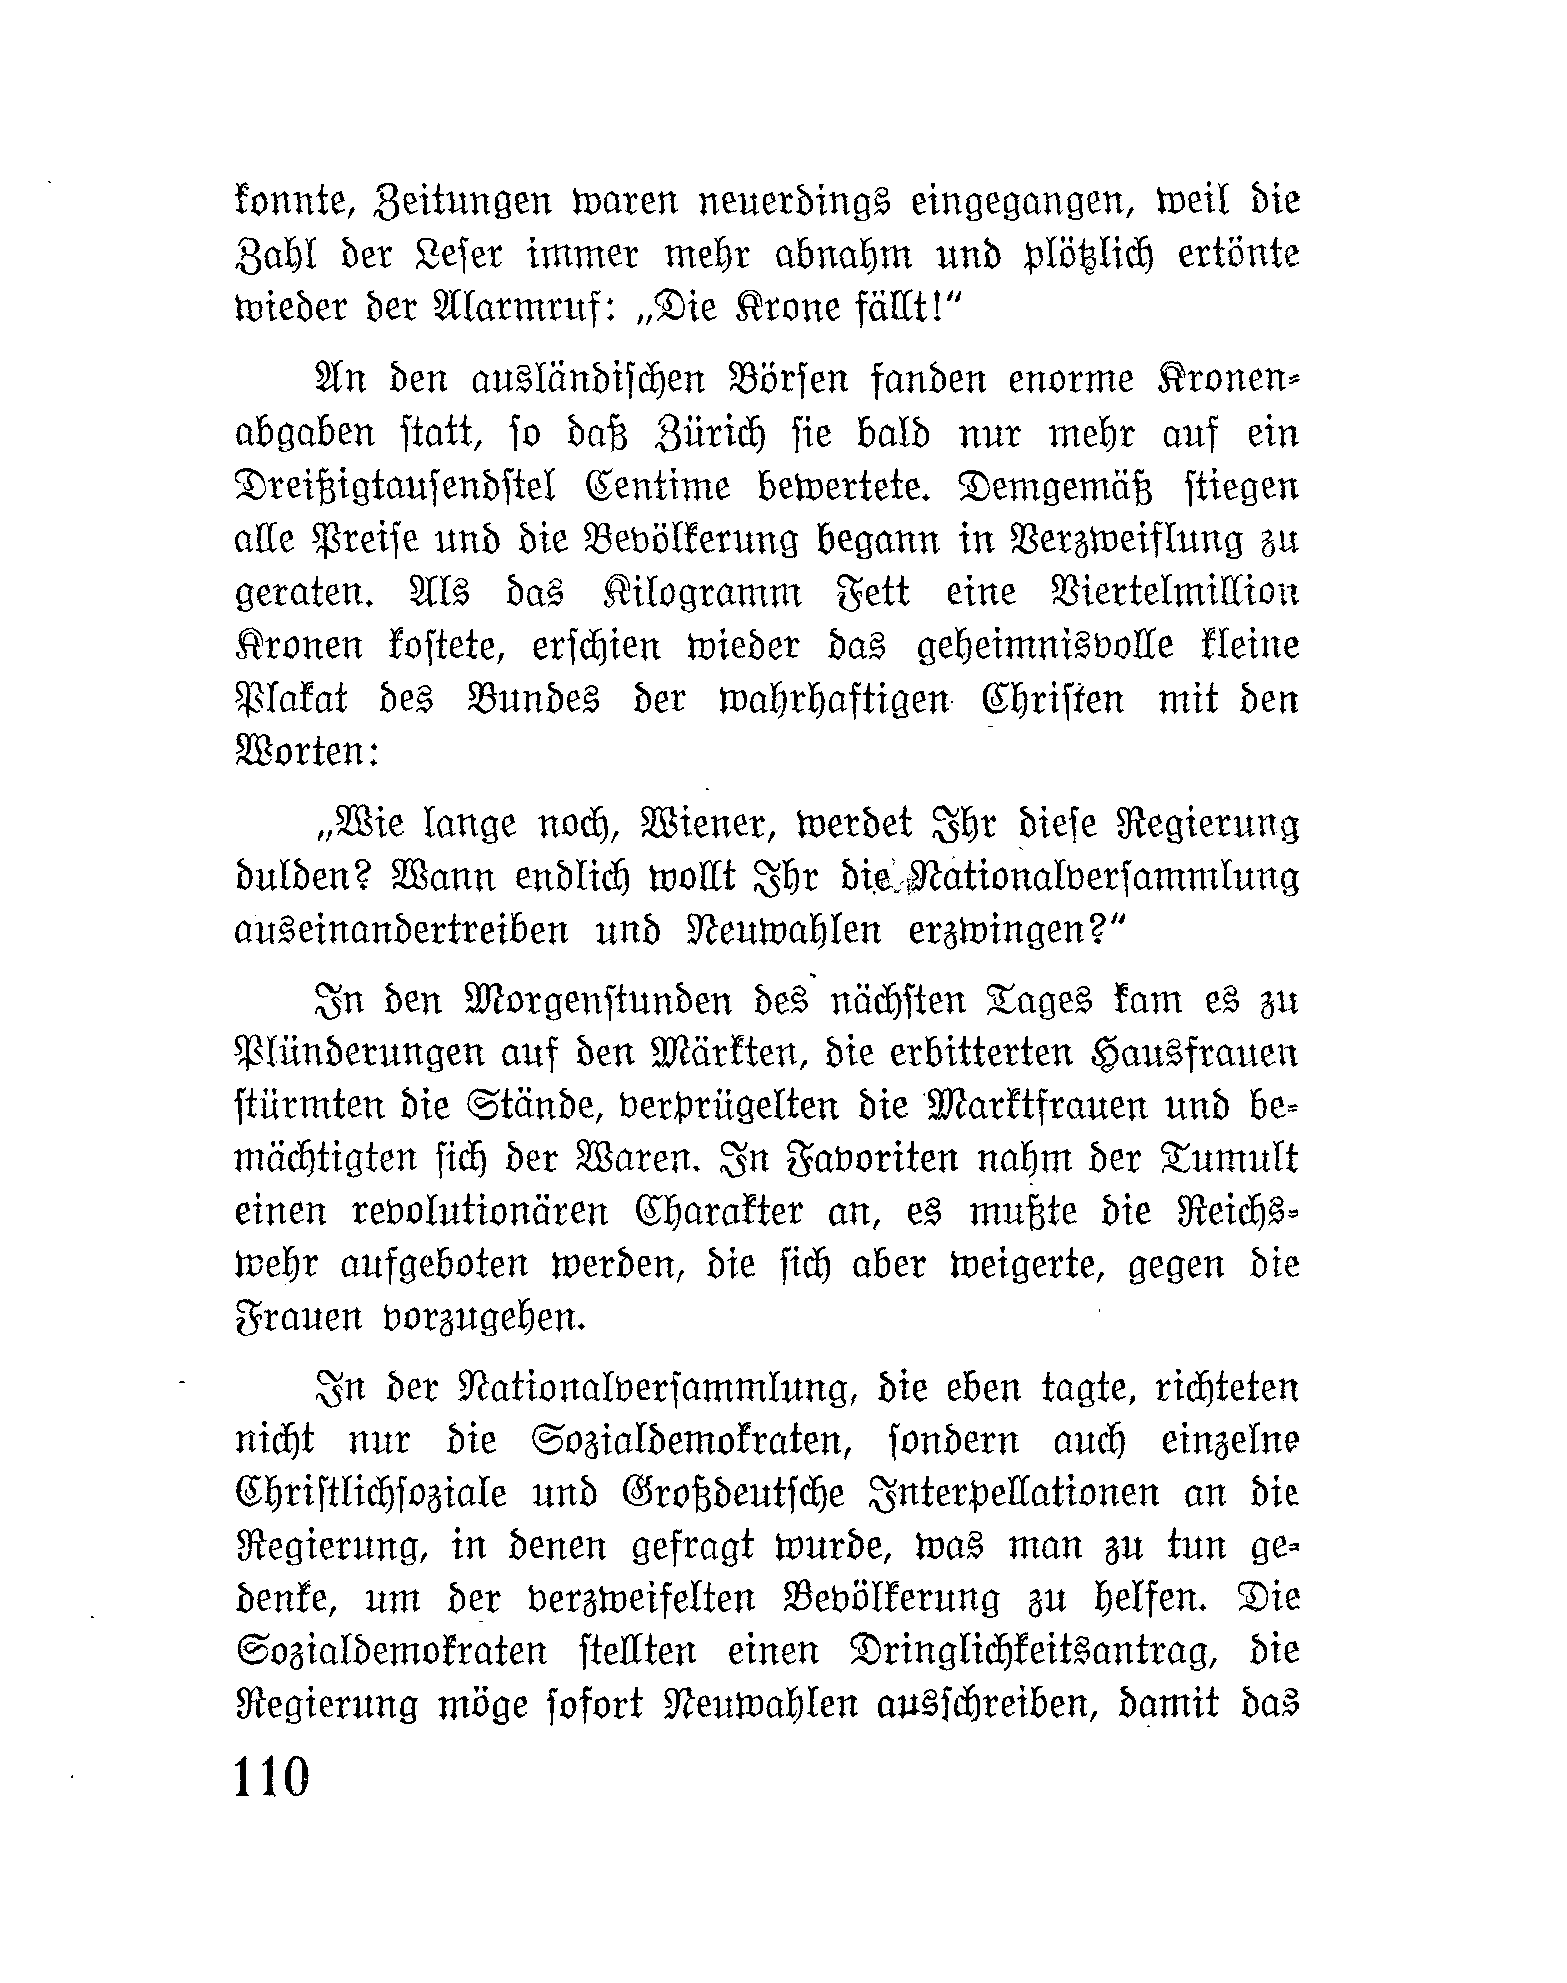 konnte, Zeitungen waren neuerdings eingegangen, weil die
Zahl der Leser immer mehr abnahm und plötzlich ertönte
wieder der Alarmruf: „Die Krone fällt!“
An den ausländischen Börsen fanden enorme Kronen-
abgaben statt, so daß Zürich sie bald nur mehr auf ein
Dreißigtausendstel Centime bewertete. Demgemäß stiegen
alle Preise und die Bevölkerung begann in Verzweiflung zu
geraten. Als das Kilogramm Fett eine Viertelmillion
Kronen kostete, erschien wieder das geheimnisvolle kleine
Plakat des Bundes der wahrhaftigen Christen mit den
Worten:
„Wie lange noch, Wiener, werdet Ihr diese Regierung
dulden? Wann endlich wollt Ihr die Nationalversammlung
auseinandertreiben und Neuwahlen erzwingen?“
In den Morgenstunden des nächsten Tages kam es zu
Plünderungen auf den Märkten, die erbitterten Hausfrauen
stürmten die Stände, verprügelten die Marktfrauen und be-
mächtigten sich der Waren. In Favoriten nahm der Tumult
einen revolutionären Charakter an, es mußte die Reichs-
wehr aufgeboten werden, die sich aber weigerte, gegen die
Frauen vorzugehen.
In der Nationalversammlung, die eben tagte, richteten
nicht nur die Sozialdemokraten, sondern auch einzelne
Christlichsoziale und Großdeutsche Interpellationen an die
Regierung, in denen gefragt wurde, was man zu tun ge-
denke, um der verzweifelten Bevölkerung zu helfen. Die
Sozialdemokraten stellten einen Dringlichkeitsantrag, die
Regierung möge sofort Neuwahlen ausschreiben, damit das
110